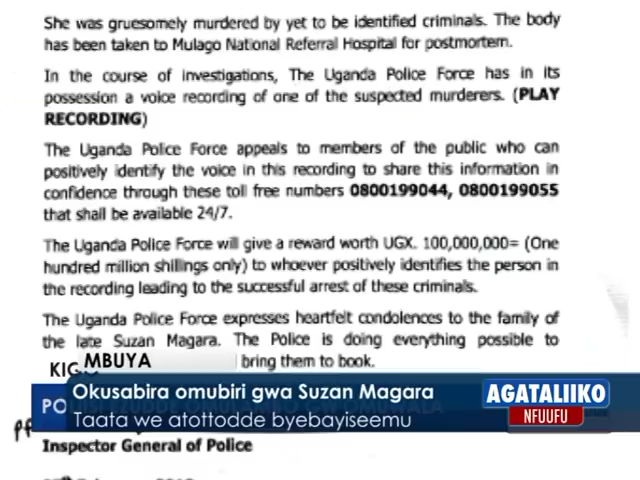 She was gruesomely murdered by yet to be identified criminals. The body
has been taken to Mulago National Referral Hospital for postmortem.
In the course of investigations, The Uganda Police Force has in its
possession a voice recording of one of the suspected murderers. (PLAY
RECORDING)
The Uganda Police Force appeals to members of the public who can
positively identify the voice in this recording to share this information in
confidence through these toll free numbers 0800199044, 0800199055
that shall be available 24/7.
The Uganda Police Force will give a reward worth UGX. 100,000,000= (One
hundred million shillings only) to whoever positively identifies the person in
the recording leading to the successful arrest of these criminals.
The Uganda Police Force expresses heartfelt condolences to the family of
the late Suzan Magara. The Police is doing everything possible to
bring them to book.
MBUYA
Okusabira omubiri gwa Suzan Magara
Taata we atottodde byebayiseemu
AGATALIIKO
NFUUFU
Inspector General of Police